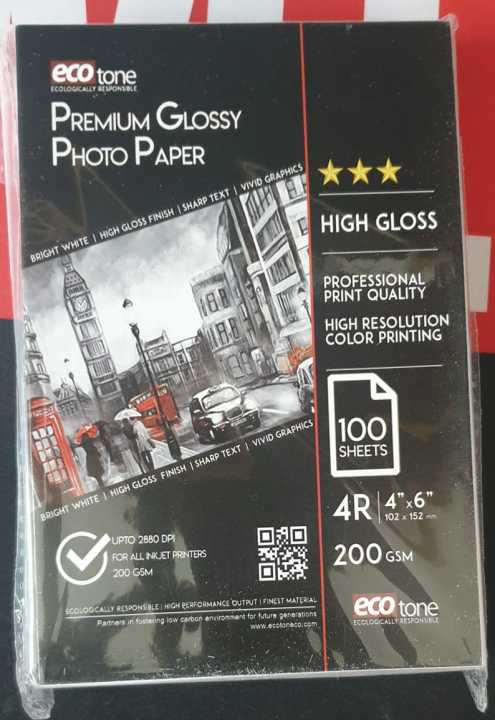 eco tone
ECOLOGICALLY RESPONSIBLE
PREMIUM GLOSSY
PHOTO PAPER
BRIGHT WHITE | HIGH GLOSS FINISH | SHARP TEXT | VIVID GRAPHICS
BRIGHT WHITE | HIGH GLOSS FINISH | SHARP TEXT | VIVID GRAPHICS
UPTO 2880 DPI
FOR ALL INKJET PRINTERS
200 GSM
ECOLOGICALLY RESPONSIBLE | HIGH PERFORMANCE OUTPUT | FINEST MATERIAL
Partners in fostering low carbon environment for future generations
www.ecotoneco.com
HIGH GLOSS
PROFESSIONAL
PRINT QUALITY
HIGH RESOLUTION
COLOR PRINTING
100
SHEETS
4R | 4" x 6"
102 x 152 mm
200 GSM
eco tone
ECOLOGICALLY RESPONSIBLE